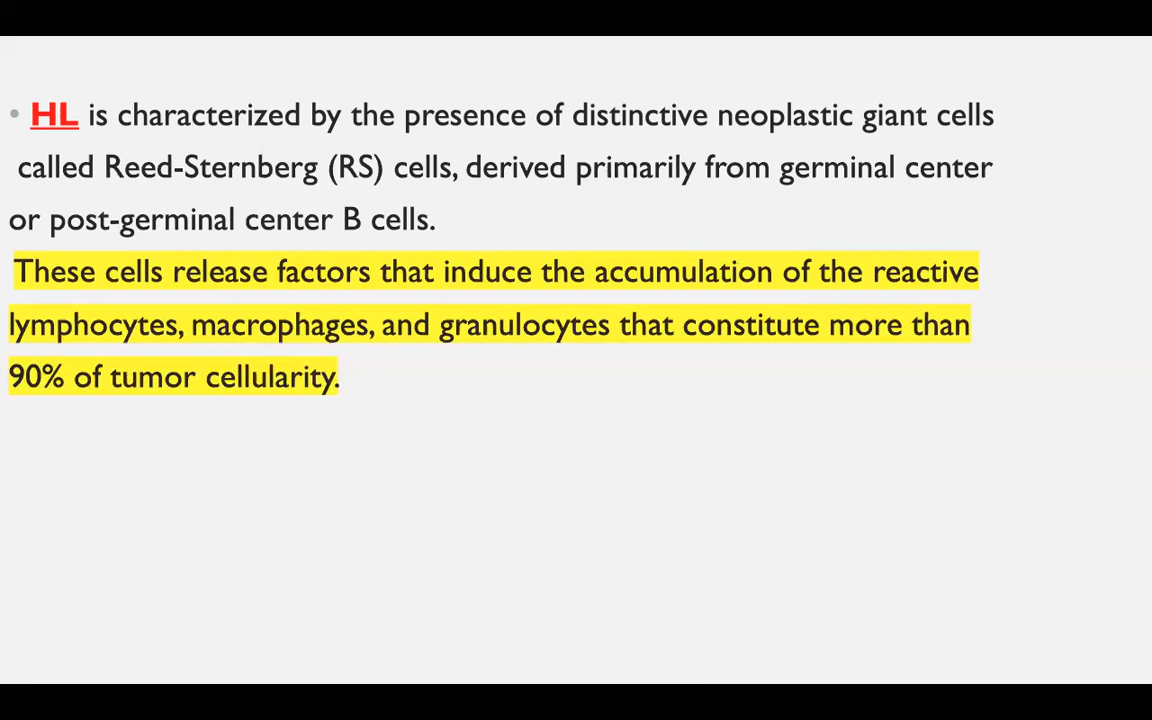 • HL is characterized by the presence of distinctive neoplastic giant cells
called Reed-Sternberg (RS) cells, derived primarily from germinal center
or post-germinal center B cells.
These cells release factors that induce the accumulation of the reactive
lymphocytes, macrophages, and granulocytes that constitute more than
90% of tumor cellularity.